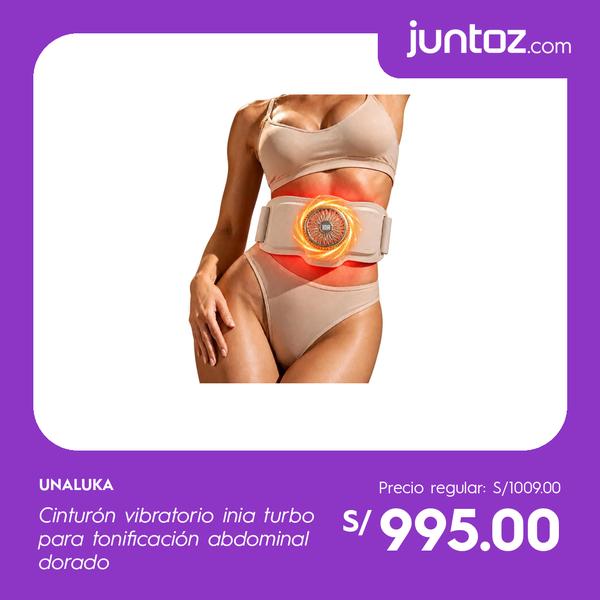 juntoz.com
UNALUKA
Cinturón vibratorio inia turbo
para tonificación abdominal
dorado
Precio regular: S/1009.00
S/ 995.00